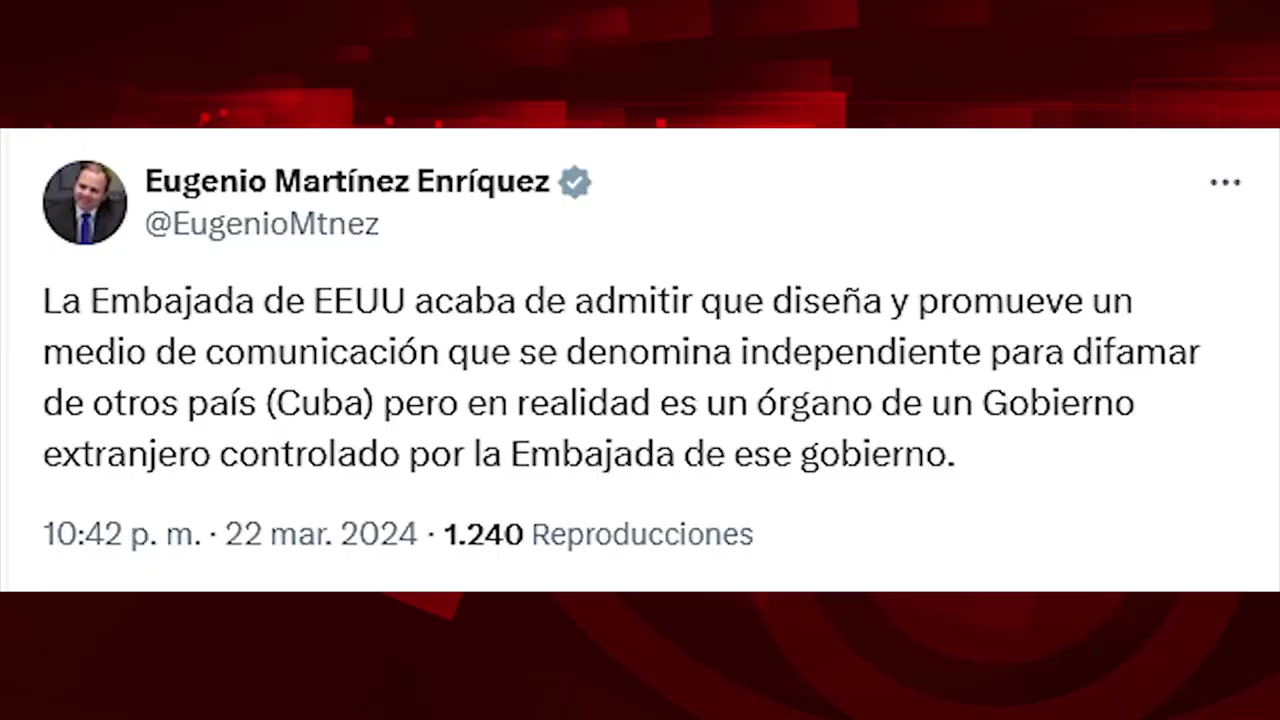 Eugenio Martínez Enríquez
@EugenioMtnez
La Embajada de EEUU acaba de admitir que diseña y promueve un
medio de comunicación que se denomina independiente para difamar
de otros país (Cuba) pero en realidad es un órgano de un Gobierno
extranjero controlado por la Embajada de ese gobierno.
10:42 p. m. · 22 mar. 2024 · 1.240 Reproducciones